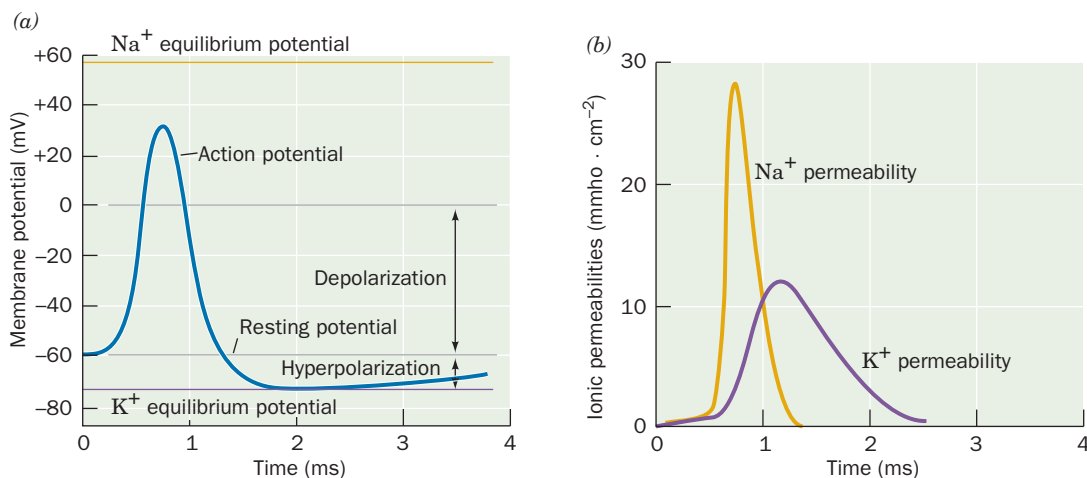 (a)
Na⁺ equilibrium potential
+60
+40
+20
0
−20
−40
−60
−80
Membrane potential (mV)
Action potential
Depolarization
Resting potential
Hyperpolarization
K⁺ equilibrium potential
0 1 2 3 4
Time (ms)
(b)
30
20
10
0
Ionic permeabilities (mmho · cm⁻²)
Na⁺ permeability
K⁺ permeability
0 1 2 3 4
Time (ms)